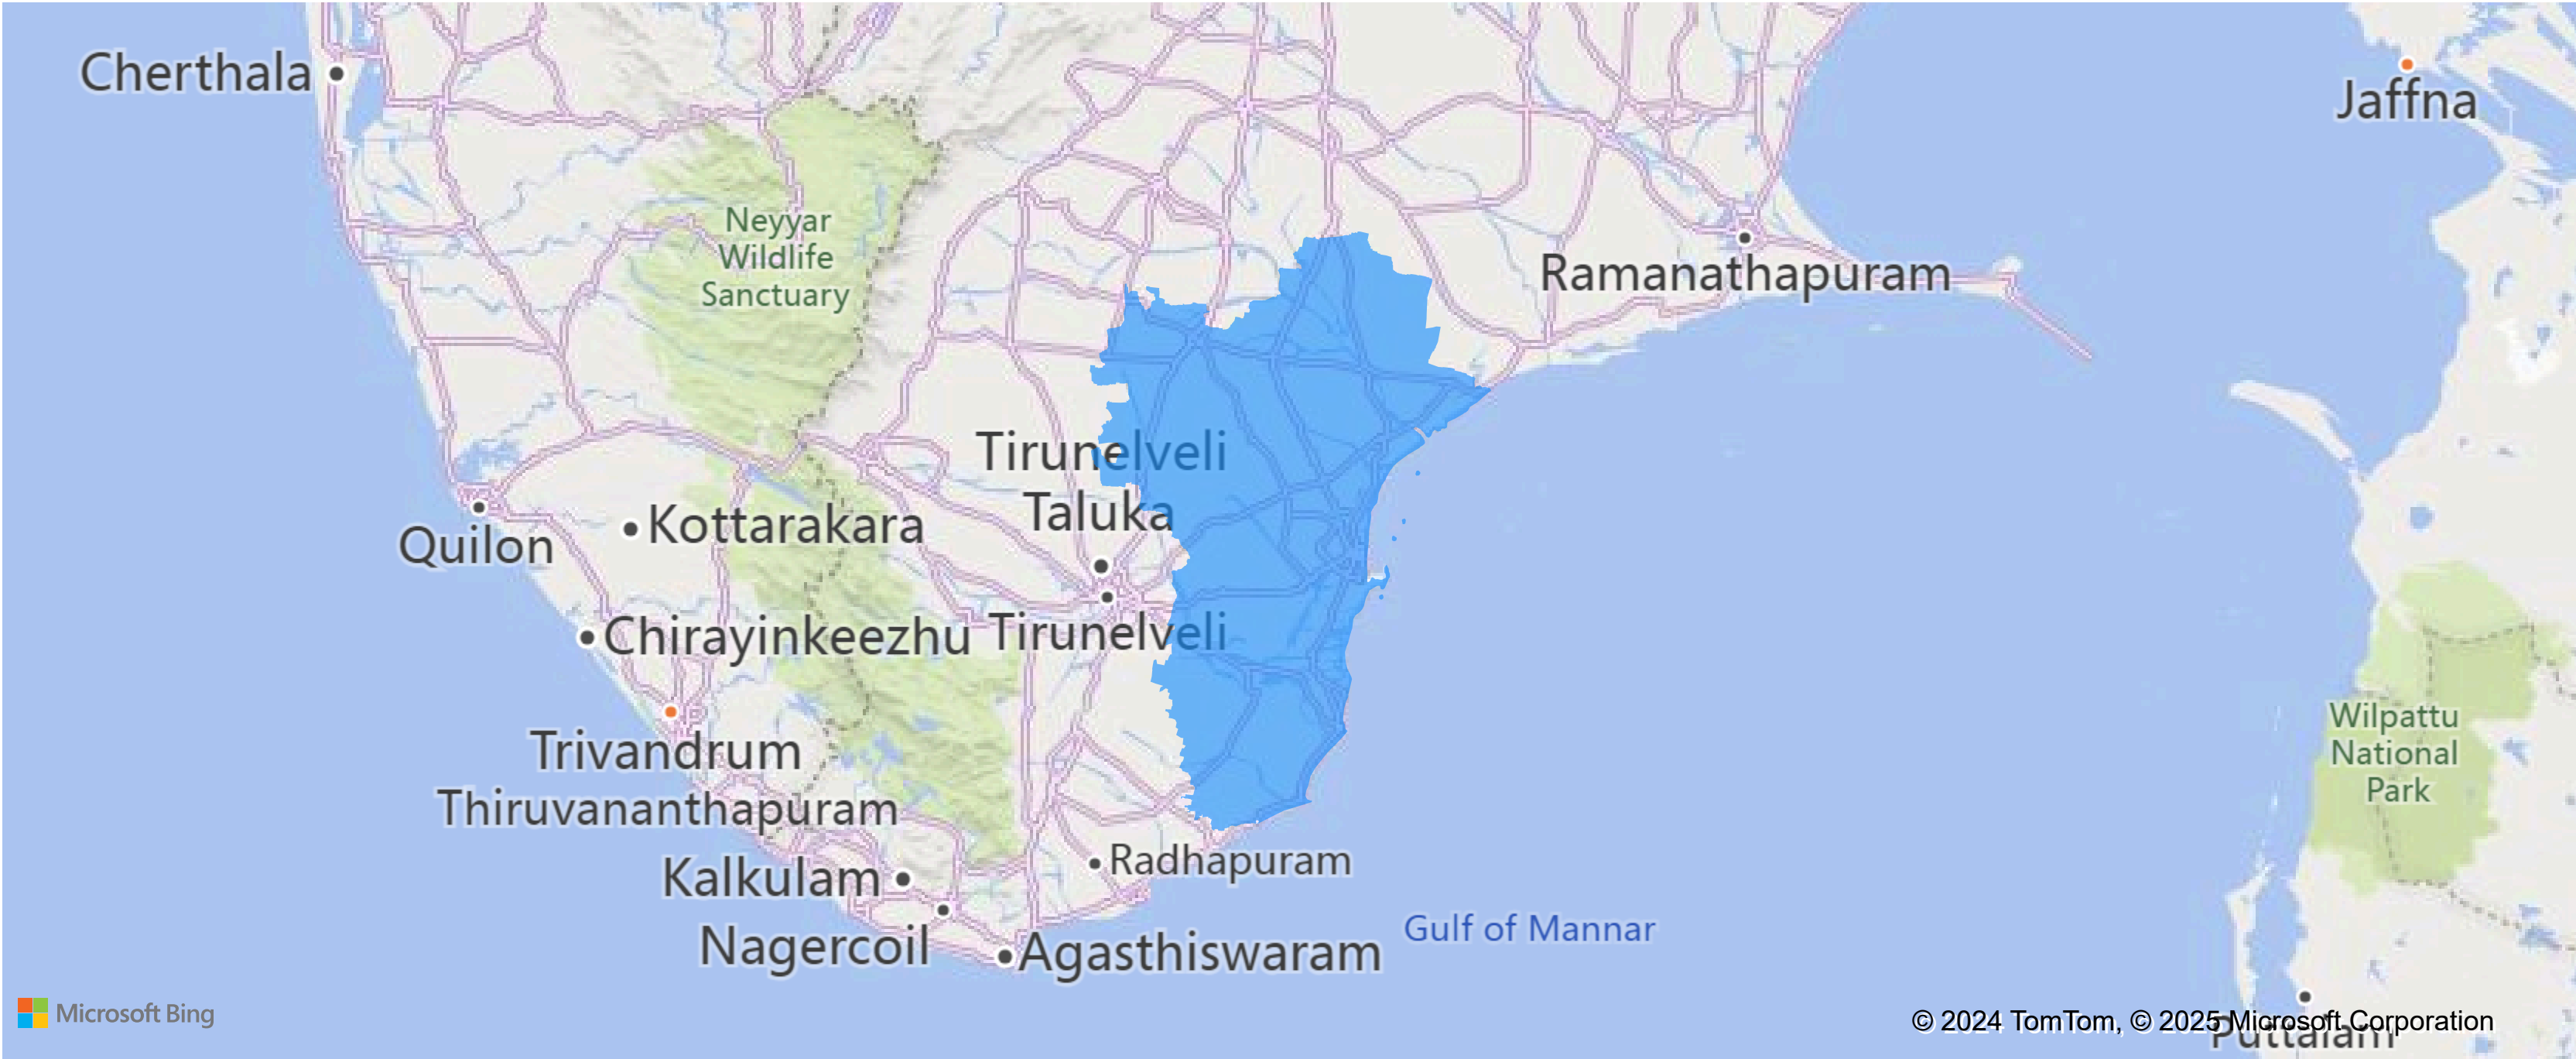 Cherthala
Jaffna
Neyyar
Wildlife
Sanctuary
Ramanathapuram
Tirunelveli
Taluka
Kottarakara
Quilon
Chirayinkeezhu
Tirunelveli
Trivandrum
Thiruvananthapuram
Wilpattu
National
Park
Kalkulam
Radhapuram
Nagercoil
Agasthiswaram
Gulf of Mannar
Microsoft Bing
© 2024 TomTom, © 2025 Microsoft Corporation
Puttalam